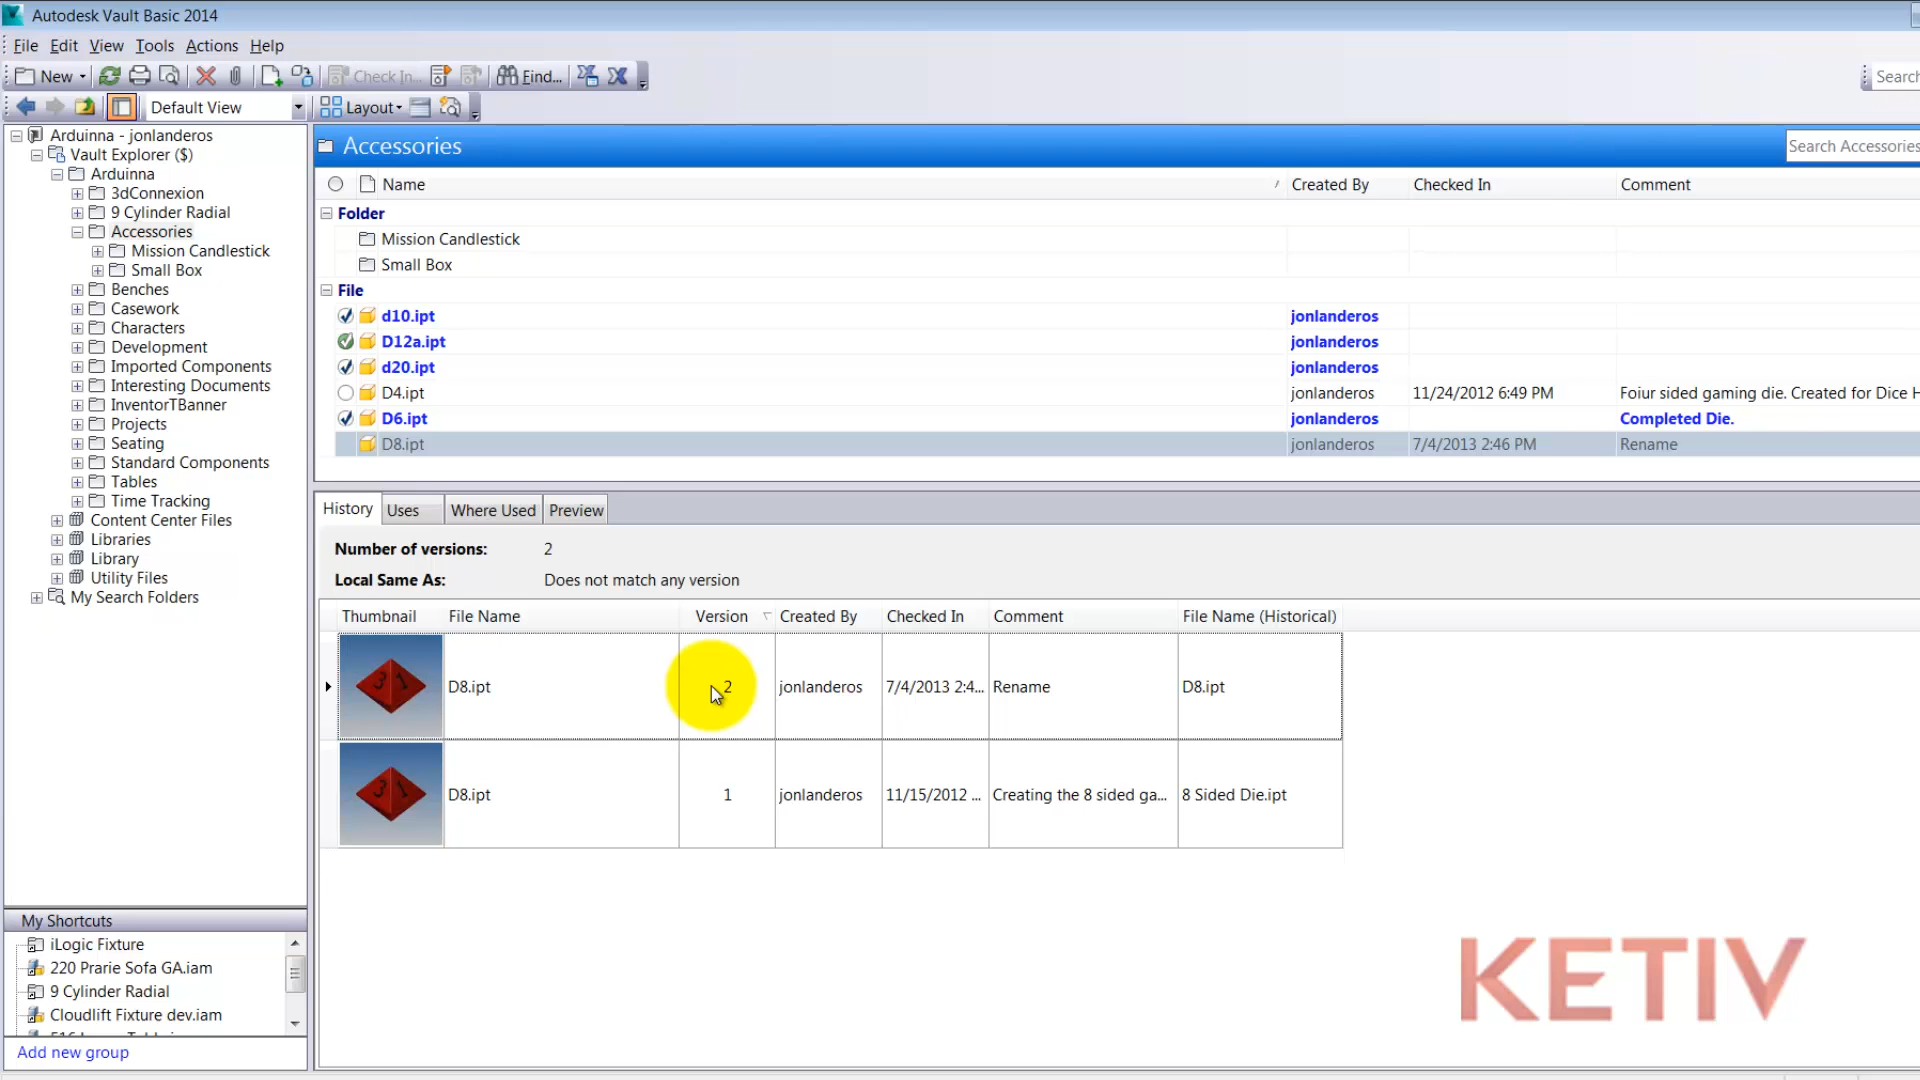 Autodesk Vault Basic 2014
File Edit View Tools Actions Help
New Check In... Find... Search
Default View Layout
Arduinna - jonlanderos
Vault Explorer ($)
Arduinna
3dConnexion
9 Cylinder Radial
Accessories
Mission Candlestick
Small Box
Benches
Casework
Characters
Development
Imported Components
Interesting Documents
InventorTBanner
Projects
Seating
Standard Components
Tables
Time Tracking
Content Center Files
Libraries
Library
Utility Files
My Search Folders
My Shortcuts
iLogic Fixture
220 Prarie Sofa GA.iam
9 Cylinder Radial
Cloudlift Fixture dev.iam
Add new group
Accessories Search Accessories
Name Created By Checked In Comment
Folder
Mission Candlestick
Small Box
File
d10.ipt jonlanderos
D12a.ipt jonlanderos
d20.ipt jonlanderos
D4.ipt jonlanderos 11/24/2012 6:49 PM Foiur sided gaming die. Created for Dice H
D6.ipt jonlanderos Completed Die.
D8.ipt jonlanderos 7/4/2013 2:46 PM Rename
History Uses Where Used Preview
Number of versions: 2
Local Same As: Does not match any version
Thumbnail File Name Version Created By Checked In Comment File Name (Historical)
3 1 D8.ipt 2 jonlanderos 7/4/2013 2:4... Rename D8.ipt
3 1 D8.ipt 1 jonlanderos 11/15/2012 ... Creating the 8 sided ga... 8 Sided Die.ipt
KETIV